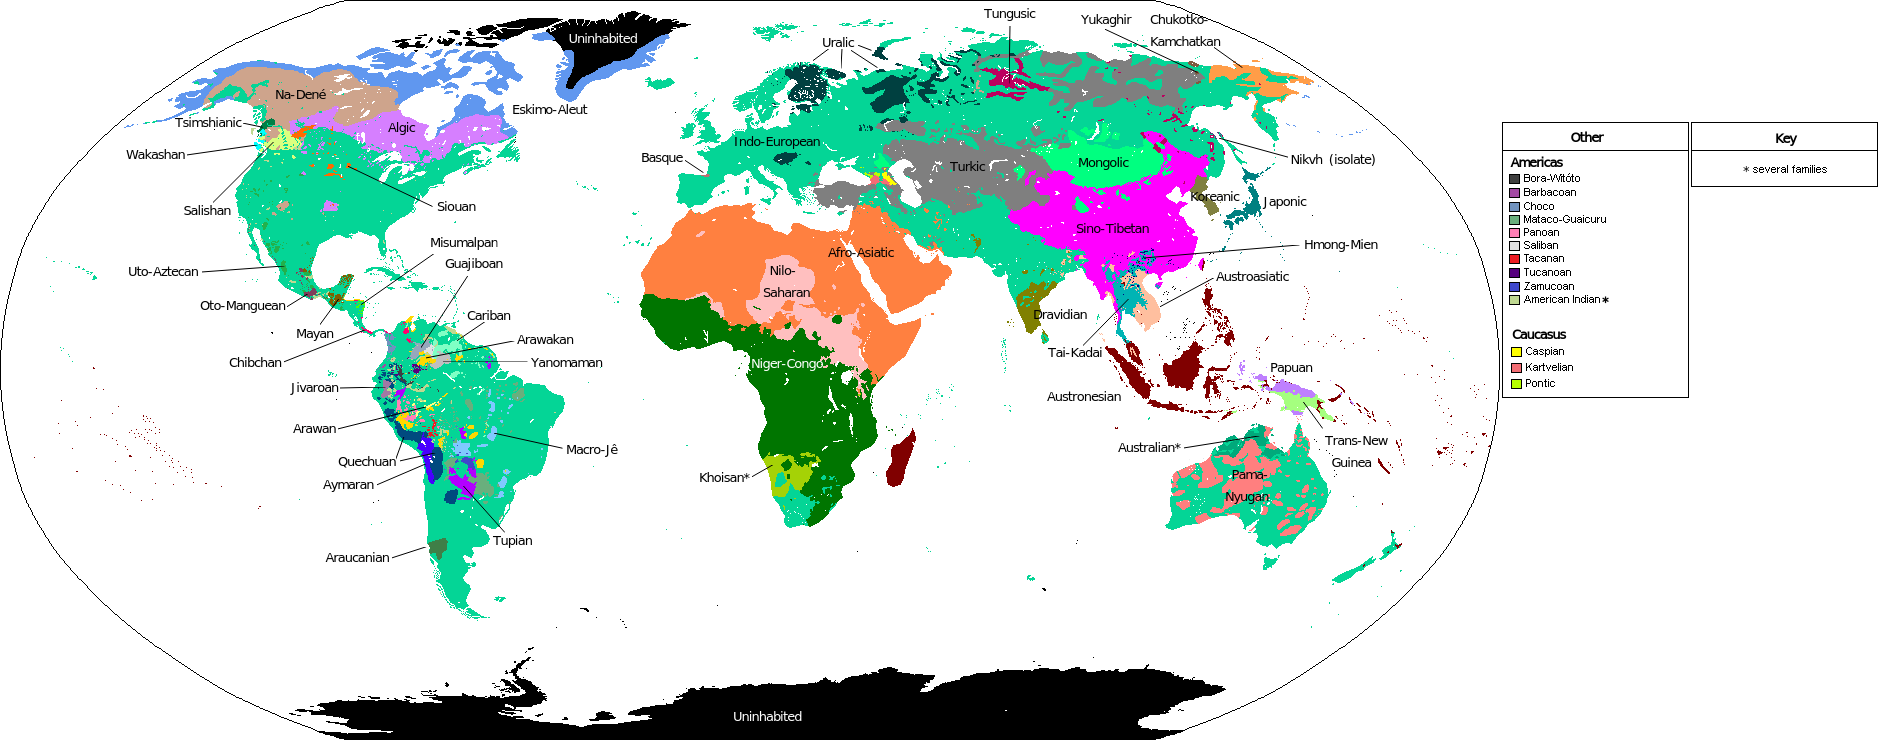 Tungusic
Yukaghir
Chukotko-
Kamchatkan
Uninhabited
Uralic
Na-Dené
Eskimo-Aleut
Tsimshianic
Algic
Wakashan
Indo-European
Basque
Turkic
Mongolic
Nikvh (isolate)
Koreanic
Japonic
Salishan
Siouan
Sino-Tibetan
Hmong-Mien
Misumalpan
Guajiboan
Afro-Asiatic
Uto-Aztecan
Nilo-
Saharan
Austroasiatic
Oto-Manguean
Mayan
Cariban
Dravidian
Chibchan
Arawakan
Tai-Kadai
Yanomaman
Niger-Congo
Papuan
Jivaroan
Austronesian
Arawan
Macro-Jê
Australian*
Trans-New
Guinea
Quechuan
Aymaran
Khoisan*
Pama-
Nyugan
Tupian
Araucanian
Uninhabited
Other
Americas
Bora-Witóto
Barbacoan
Choco
Mataco-Guaicuru
Panoan
Saliban
Tacanan
Tucanoan
Zamucoan
American Indian*
Caucasus
Caspian
Kartvelian
Pontic
Key
* several families